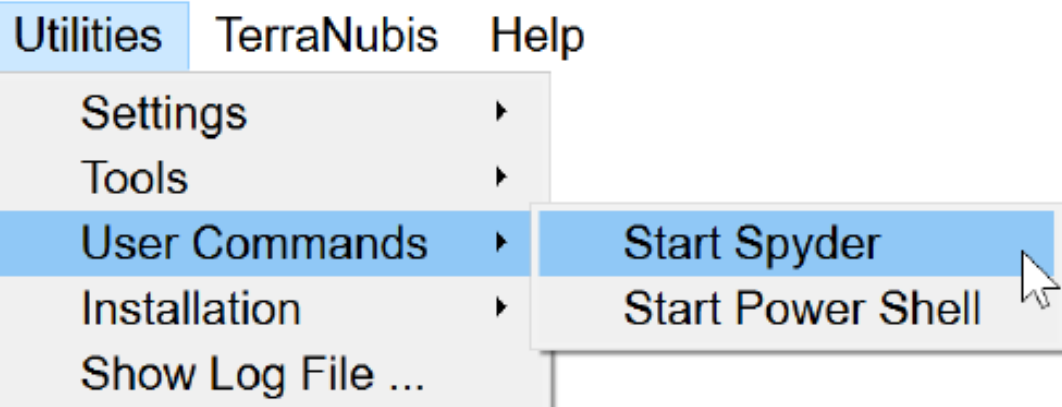 Utilities TerraNubis Help
Settings
Tools
User Commands
Start Spyder
Installation
Start Power Shell
Show Log File ...